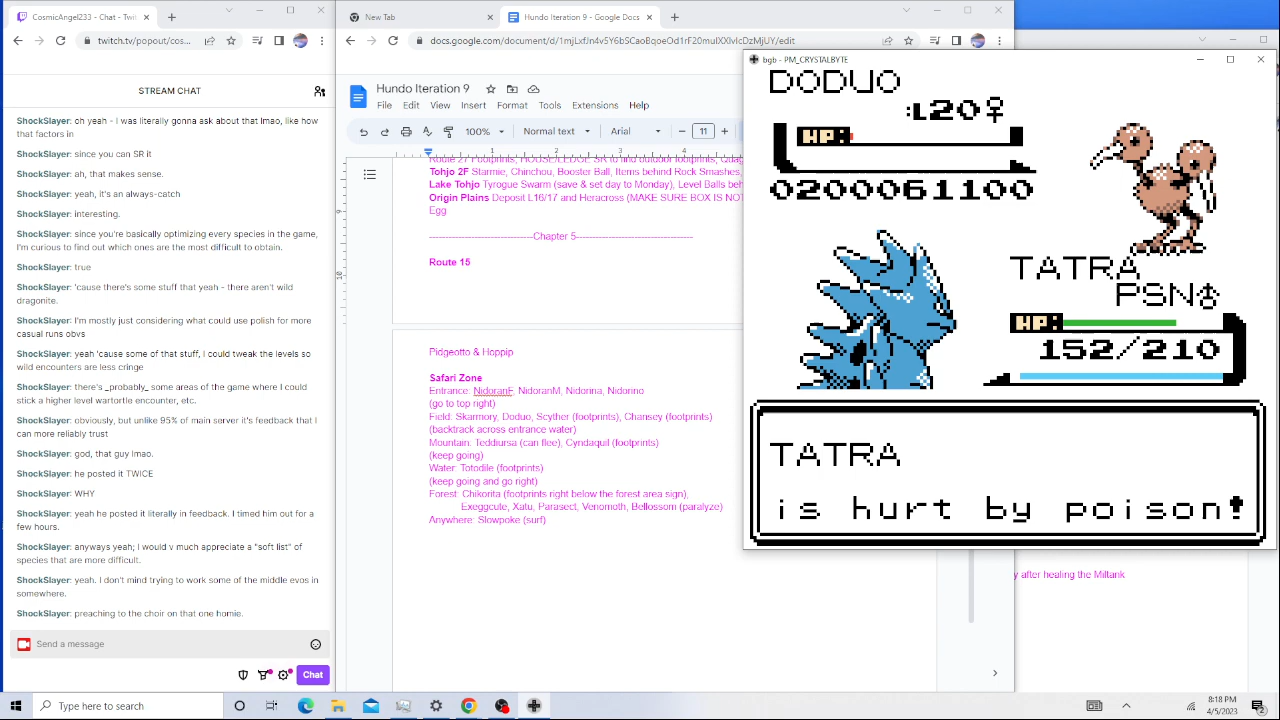 CosmicAngel233 - Chat - Twitc
twitch.tv/popout/cos...
STREAM CHAT
ShockSlayer: oh yeah - I was literally gonna ask
that factors in
ShockSlayer: since you can SR it
ShockSlayer: ah, that makes sense.
ShockSlayer: yeah, it's an always-catch
ShockSlayer: interesting.
ShockSlayer: since you're basically optimizing every species in the game,
I'm curious to find out which ones are the most difficult to obtain.
ShockSlayer: true
ShockSlayer: 'cause there's some stuff that yeah - there aren't wild
dragonite.
ShockSlayer: I'm mostly just considering what could use polish for more
casual runs obvs
ShockSlayer: yeah 'cause some of that stuff, I could tweak the levels so
wild encounters are less cringe
ShockSlayer: there's _probably_ some areas of the game where I could
stick a higher level wartortle encounter, etc.
ShockSlayer: obviously, but unlike 95% of main server it's feedback that I
can more reliably trust
ShockSlayer: god, that guy lmao.
ShockSlayer: he posted it TWICE
ShockSlayer: WHY
ShockSlayer: yeah he posted it literally in feedback. I timed him out for a
few hours.
ShockSlayer: anyways yeah; I would v much appreciate a "soft list" of
species that are more difficult.
ShockSlayer: yeah. I don't mind trying to work some of the middle evos in
somewhere.
ShockSlayer: preaching to the choir on that one homie.
Send a message
Chat
New Tab
Hundo Iteration 9 - Google Docs
docs.google.com/document/d/
/edit
Hundo Iteration 9
File Edit View Insert Format Tools Extensions Help
100% Normal text Arial 11
1 2 3 4
9
10
Tohjo 2F Starmie, Chinchou, Booster Ball, Items behind Rock Smashes,
Lake Tohjo Tyrogue Swarm (save & set day to Monday), Level Balls beh
Origin Plains Deposit L16/17 and Heracross (MAKE SURE BOX IS NOT
Egg
--------------------------------Chapter 5--------------------------------
Route 15
Pidgeotto & Hoppip
Safari Zone
Entrance: NidoranF, NidoranM, Nidorina, Nidorino
(go to top right)
Field: Skarmory, Doduo, Scyther (footprints), Chansey (footprints)
(backtrack across entrance water)
Mountain: Teddiursa (can flee), Cyndaquil (footprints)
(keep going)
Water: Totodile (footprints)
(keep going and go right)
Forest: Chikorita (footprints right below the forest area sign),
Exeggcute, Xatu, Parasect, Venomoth, Bellossom (paralyze)
Anywhere: Slowpoke (surf)
y after healing the Miltank
bgb - PM_CRYSTALBYTE
DODUO
:L20♀
HP:
0200061100
TATRA
PSN♂
HP:
152/210
TATRA
is hurt by poison!
Type here to search
8:18 PM
4/5/2023
2